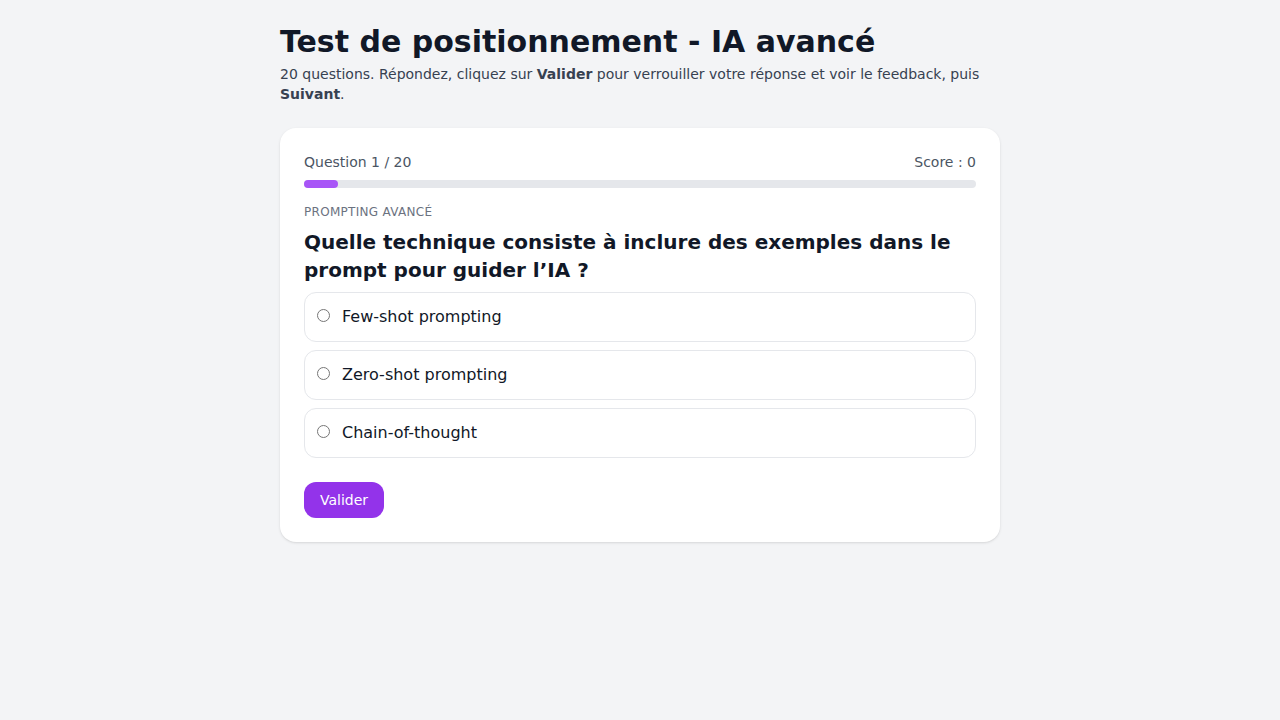 Test de positionnement - IA avancé
20 questions. Répondez, cliquez sur Valider pour verrouiller votre réponse et voir le feedback, puis
Suivant.
Question 1 / 20
Score : 0
PROMPTING AVANCÉ
Quelle technique consiste à inclure des exemples dans le
prompt pour guider l’IA ?
Few-shot prompting
Zero-shot prompting
Chain-of-thought
Valider